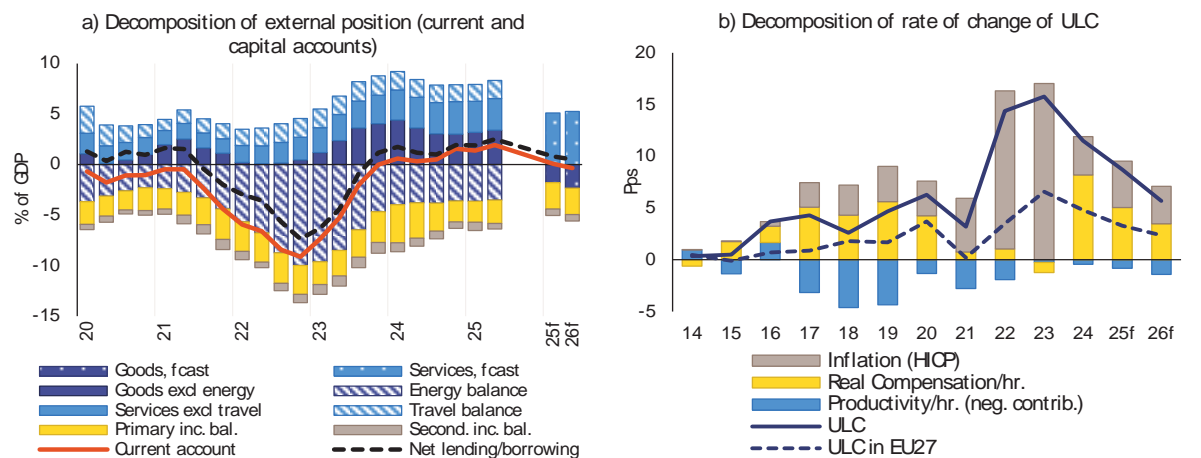 a) Decomposition of external position (current and
capital accounts)
10
5
0
-5
-10
-15
% of GDP
20
21
22
23
24
25
25f
26f
Goods, fcast
Services, fcast
Goods excl energy
Energy balance
Services excl travel
Travel balance
Primary inc. bal.
Second. inc. bal.
Current account
Net lending/borrowing
b) Decomposition of rate of change of ULC
20
15
10
5
0
-5
Pps
14
15
16
17
18
19
20
21
22
23
24
25f
26f
Inflation (HICP)
Real Compensation/hr.
Productivity/hr. (neg. contrib.)
ULC
ULC in EU27